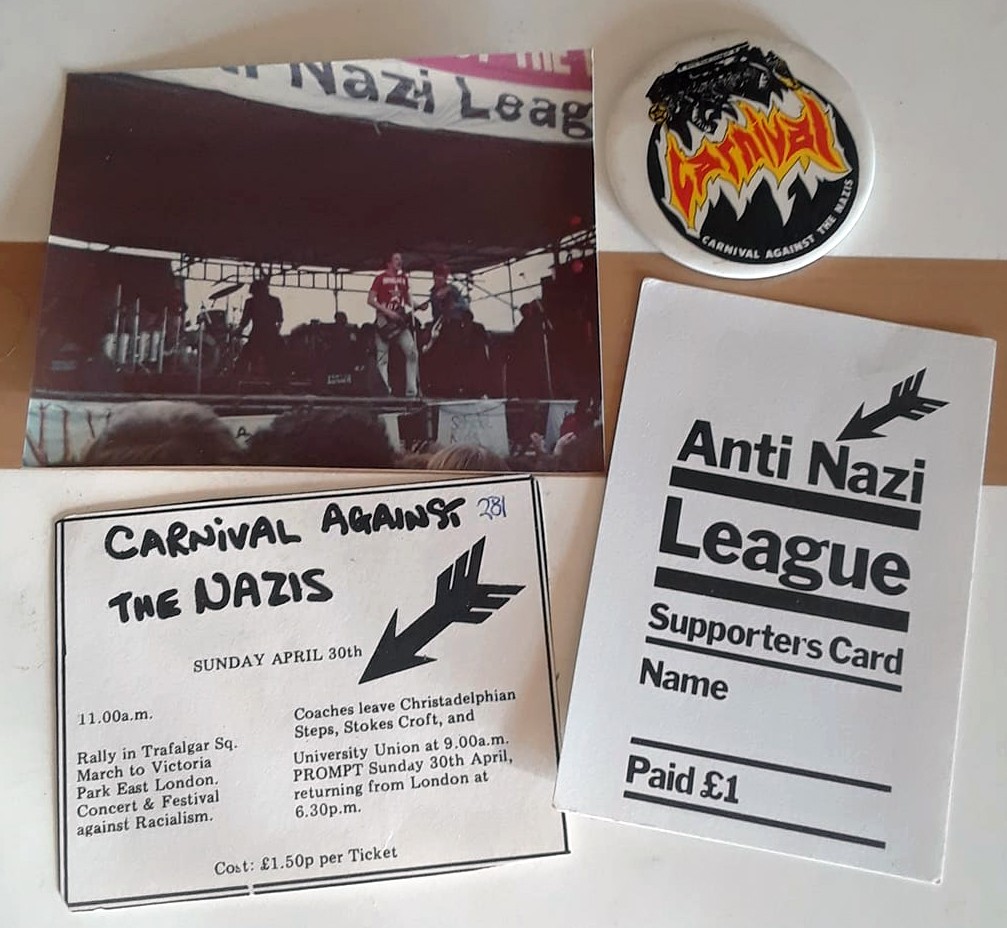 OF THE
Nazi Leag
Carnival
CARNIVAL AGAINST THE NAZIS
Anti Nazi
League
Supporters Card
Name
Paid £1
CARNIVAL AGAINST 281
THE NAZIS
SUNDAY APRIL 30th
11.00a.m.
Rally in Trafalgar Sq.
March to Victoria
Park East London.
Concert & Festival
against Racialism.
Coaches leave Christadelphian
Steps, Stokes Croft, and
University Union at 9.00a.m.
PROMPT Sunday 30th April,
returning from London at
6.30p.m.
Cost: £1.50p per Ticket